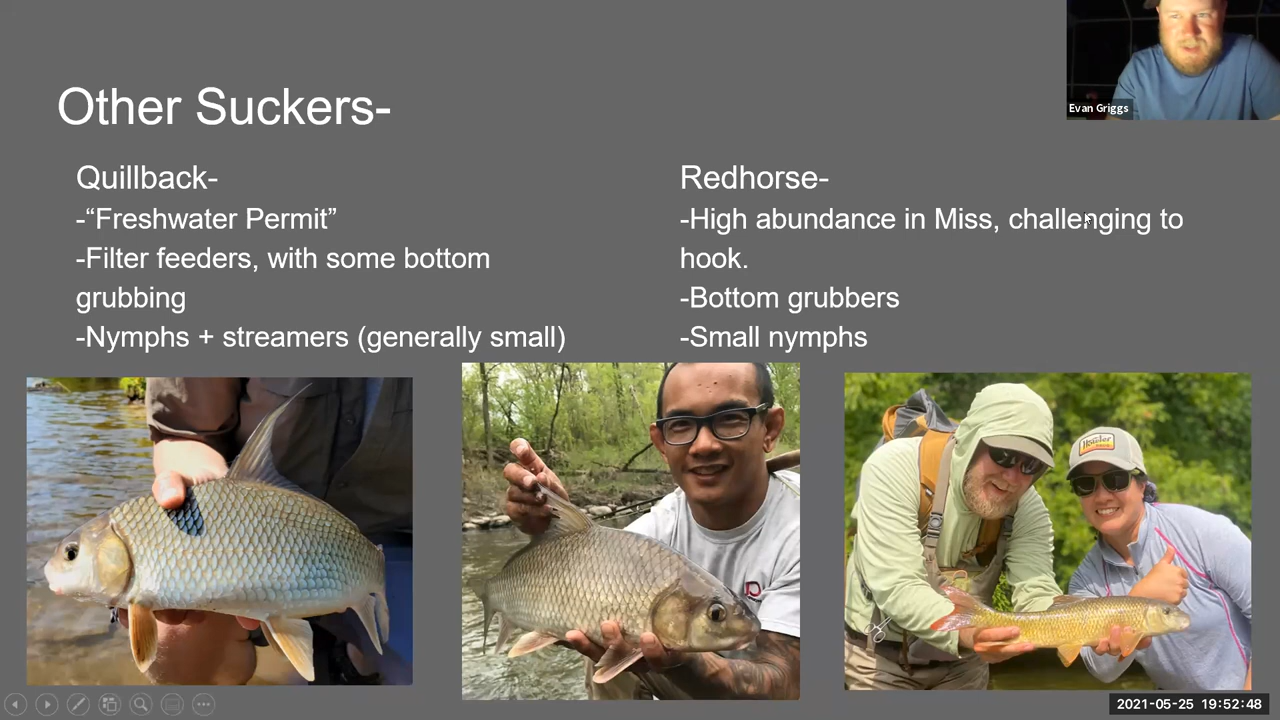 Evan Griggs
Other Suckers-
Quillback-
-“Freshwater Permit”
-Filter feeders, with some bottom
grubbing
-Nymphs + streamers (generally small)
Redhorse-
-High abundance in Miss, challenging to
hook.
-Bottom grubbers
-Small nymphs
2021-05-25 19:52:48